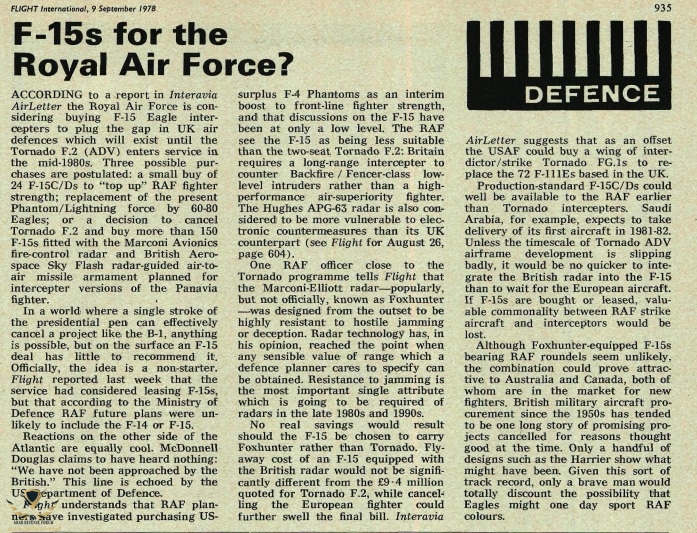 FLIGHT International, 9 September 1978
935
F-15s for the
Royal Air Force?
ACCORDING to a report in Interavia
AirLetter the Royal Air Force is con-
sidering buying F-15 Eagle inter-
ceptors to plug the gap in UK air
defences which will exist until the
Tornado F.2 (ADV) enters service in
the mid-1980s. Three possible pur-
chases are postulated: a small buy of
24 F-15C/Ds to "top up" RAF fighter
strength; replacement of the present
Phantom/Lightning force by 60-80
Eagles; or a decision to cancel
Tornado F.2 and buy more than 150
F-15s fitted with the Marconi Avionics
fire-control radar and British Aero-
space Sky Flash radar-guided air-to-
air missile armament planned for
interceptor versions of the Panavia
fighter.
In a world where a single stroke of
the presidential pen can effectively
cancel a project like the B-1, anything
is possible, but on the surface an F-15
deal has little to recommend it.
Officially, the idea is a non-starter.
Flight reported last week that the
service had considered leasing F-15s,
but that according to the Ministry of
Defence RAF future plans were un-
likely to include the F-14 or F-15.
Reactions on the other side of the
Atlantic are equally cool. McDonnell
Douglas claims to have heard nothing:
"We have not been approached by the
British." This line is echoed by the
US Department of Defence.
Flight understands that RAF plan-
ners have investigated purchasing US-
surplus F-4 Phantoms as an interim
boost to front-line fighter strength,
and that discussions on the F-15 have
been at only a low level. The RAF
see the F-15 as being less suitable
than the two-seat Tornado F.2: Britain
requires a long-range interceptor to
counter Backfire / Fencer-class low-
level intruders rather than a high-
performance air-superiority fighter.
The Hughes APG-63 radar is also con-
sidered to be more vulnerable to elec-
tronic countermeasures than its UK
counterpart (see Flight for August 26,
page 604).
One RAF officer close to the
Tornado programme tells Flight that
the Marconi-Elliott radar—popularly,
but not officially, known as Foxhunter
—was designed from the outset to be
highly resistant to hostile jamming
or deception. Radar technology has, in
his opinion, reached the point when
any sensible value of range which a
defence planner cares to specify can
be obtained. Resistance to jamming is
the most important single attribute
which is going to be required of
radars in the late 1980s and 1990s.
No real savings would result
should the F-15 be chosen to carry
Foxhunter rather than Tornado. Fly-
away cost of an F-15 equipped with
the British radar would not be signifi-
cantly different from the £9·4 million
quoted for Tornado F.2, while cancel-
ling the European fighter could
further swell the final bill. Interavia
DEFENCE
AirLetter suggests that as an offset
the USAF could buy a wing of inter-
dictor/strike Tornado FG.1s to re-
place the 72 F-111Es based in the UK.
Production-standard F-15C/Ds could
well be available to the RAF earlier
than Tornado interceptors. Saudi
Arabia, for example, expects to take
delivery of its first aircraft in 1981-82.
Unless the timescale of Tornado ADV
airframe development is slipping
badly, it would be no quicker to inte-
grate the British radar into the F-15
than to wait for the European aircraft.
If F-15s are bought or leased, valu-
able commonality between RAF strike
aircraft and interceptors would be
lost.
Although Foxhunter-equipped F-15s
bearing RAF roundels seem unlikely,
the combination could prove attrac-
tive to Australia and Canada, both of
whom are in the market for new
fighters. British military aircraft pro-
curement since the 1950s has tended
to be one long story of promising pro-
jects cancelled for reasons thought
good at the time. Only a handful of
designs such as the Harrier show what
might have been. Given this sort of
track record, only a brave man would
totally discount the possibility that
Eagles might one day sport RAF
colours.
ARAB DEFENSE FORUM